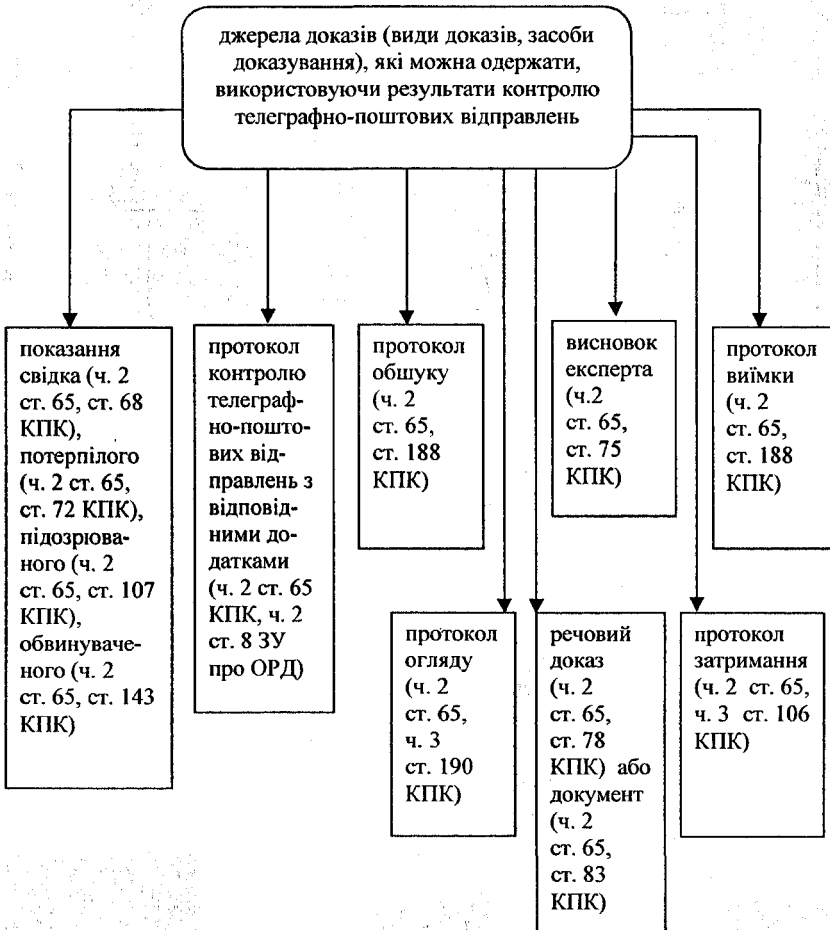 джерела доказів (види доказів, засоби
доказування), які можна одержати,
використовуючи результати контролю
телеграфно-поштових відправлень
показання
свідка (ч. 2
ст. 65, ст. 68
КПК),
потерпілого
(ч. 2 ст. 65,
ст. 72 КПК),
підозрюва-
ного (ч. 2
ст. 65, ст. 107
КПК),
обвинуваче-
ного (ч. 2
ст. 65, ст. 143
КПК)
протокол
контролю
телеграф-
но-пошто-
вих від-
правлень з
відповід-
ними до-
датками
(ч. 2 ст. 65
КПК, ч. 2
ст. 8 ЗУ
про ОРД)
протокол
обшуку
(ч. 2
ст. 65,
ст. 188
КПК)
висновок
експерта
(ч.2
ст. 65,
ст. 75
КПК)
протокол
виїмки
(ч. 2
ст. 65,
ст. 188
КПК)
протокол
огляду
(ч. 2
ст. 65,
ч. 3
ст. 190
КПК)
речовий
доказ
(ч. 2
ст. 65,
ст. 78
КПК) або
документ
(ч. 2
ст. 65,
ст. 83
КПК)
протокол
затримання
(ч. 2 ст. 65,
ч. 3 ст. 106
КПК)